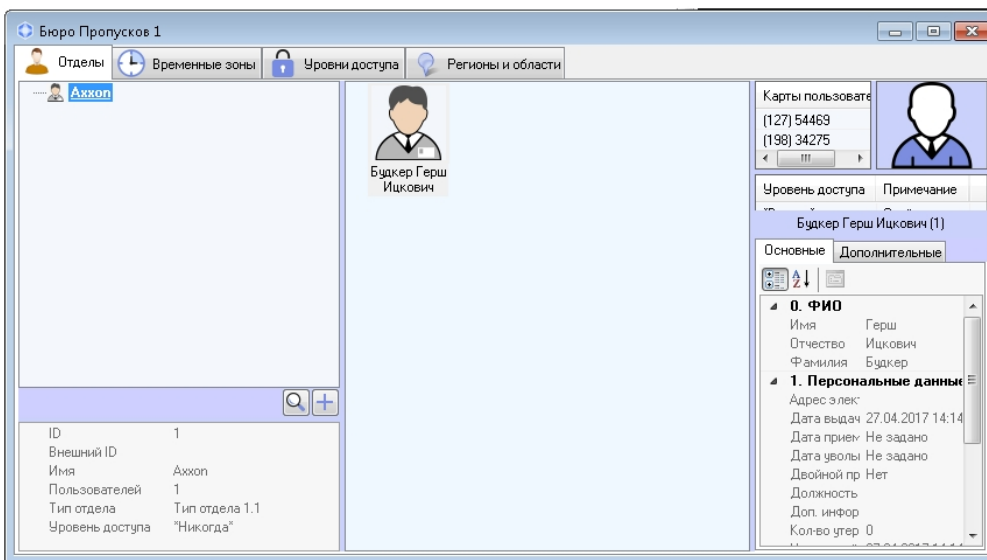 Бюро Пропусков 1
Отделы Временные зоны Уровни доступа Регионы и области
Axxon
Будкер Герш
Ицкович
Карты пользовате
(127) 54469
(198) 34275
Уровень доступа Примечание
Будкер Герш Ицкович (1)
Основные Дополнительные
0. ФИО
Имя Герш
Отчество Ицкович
Фамилия Будкер
1. Персональные данные
Адрес элек
Дата выдач 27.04.2017 14:14
Дата прием Не задано
Дата уволы Не задано
Двойной пр Нет
Должность
Доп. инфор
Кол-во утер 0
ID 1
Внешний ID
Имя Axxon
Пользователей 1
Тип отдела Тип отдела 1.1
Уровень доступа "Никогда"